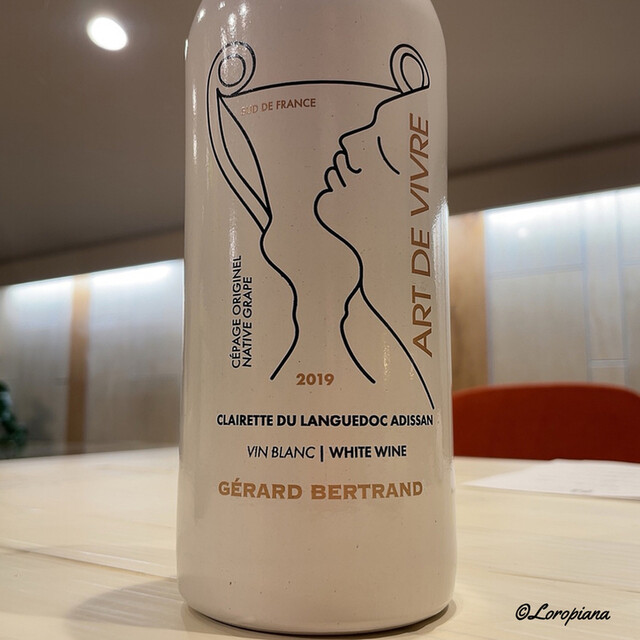 SUD DE FRANCE
ART DE VIVRE
CÉPAGE ORIGINEL
NATIVE GRAPE
2019
CLAIRETTE DU LANGUEDOC ADISSAN
VIN BLANC | WHITE WINE
GÉRARD BERTRAND
©Loropiana